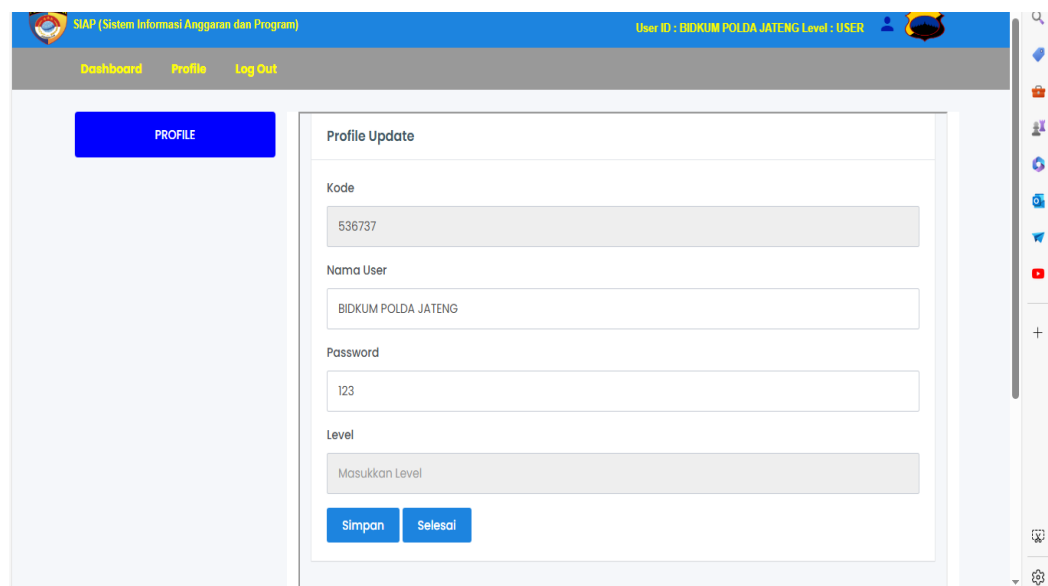 SIAP (Sistem Informasi Anggaran dan Program)
User ID : BIDKUM POLDA JATENG Level : USER
Dashboard Profile Log Out
PROFILE
Profile Update
Kode
536737
Nama User
BIDKUM POLDA JATENG
Password
123
Level
Masukkan Level
Simpan Selesai